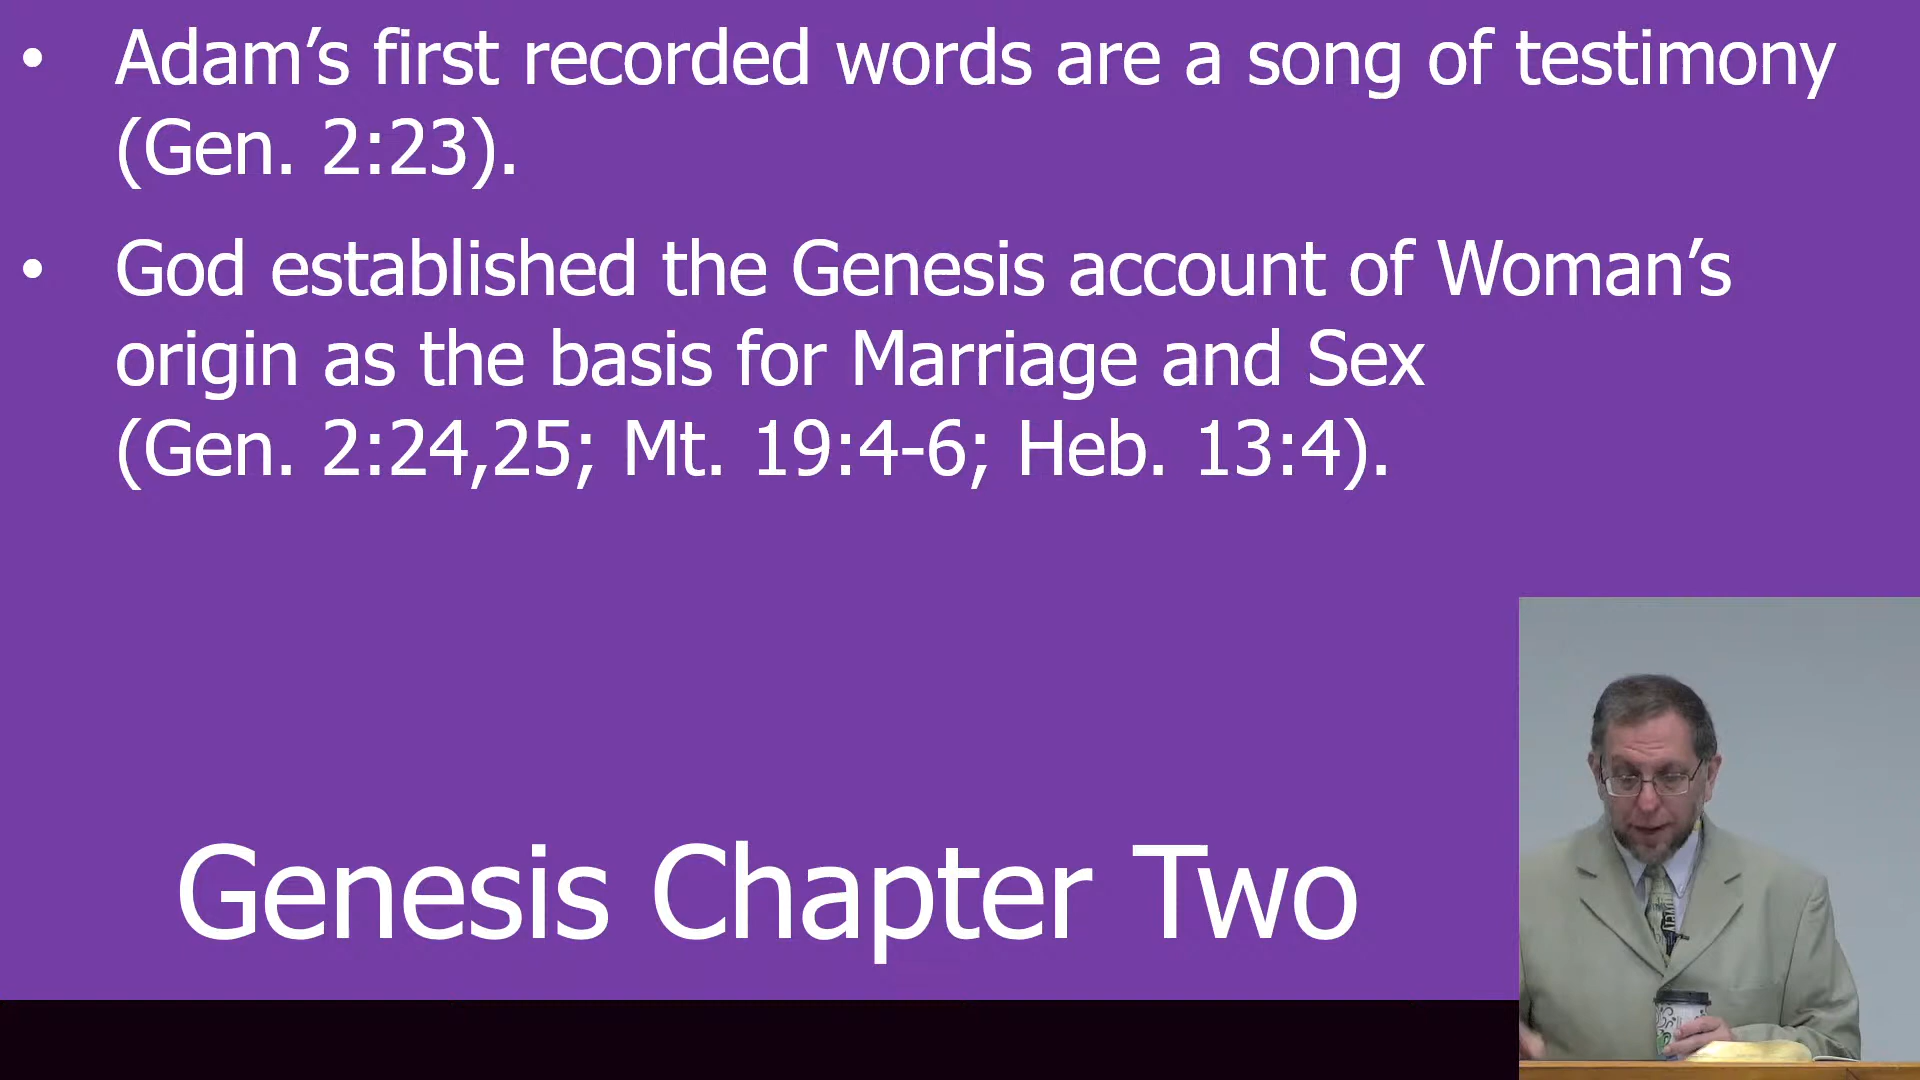 • Adam’s first recorded words are a song of testimony
(Gen. 2:23).
• God established the Genesis account of Woman’s
origin as the basis for Marriage and Sex
(Gen. 2:24,25; Mt. 19:4-6; Heb. 13:4).
Genesis Chapter Two